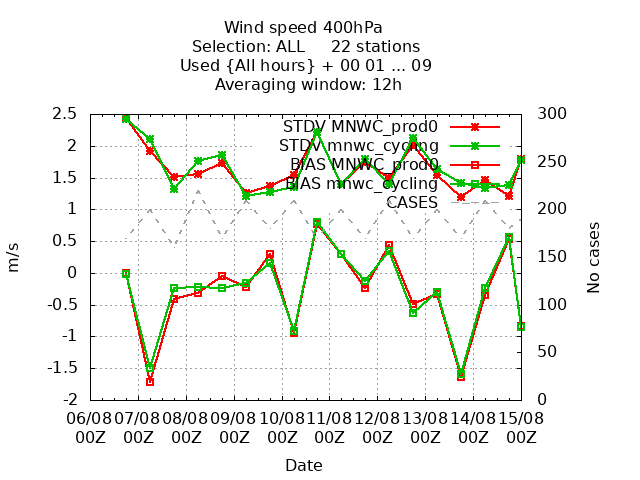 Wind speed 400hPa
Selection: ALL 22 stations
Used {All hours} + 00 01 ... 09
Averaging window: 12h
STDV MNWC_prod0
STDV mnwc_cycling
BIAS MNWC_prod0
BIAS mnwc_cycling
CASES
2.5
2
1.5
1
0.5
0
-0.5
-1
-1.5
-2
m/s
300
250
200
150
100
50
0
No cases
06/08 07/08 08/08 09/08 10/08 11/08 12/08 13/08 14/08 15/08
00Z 00Z 00Z 00Z 00Z 00Z 00Z 00Z 00Z 00Z
Date